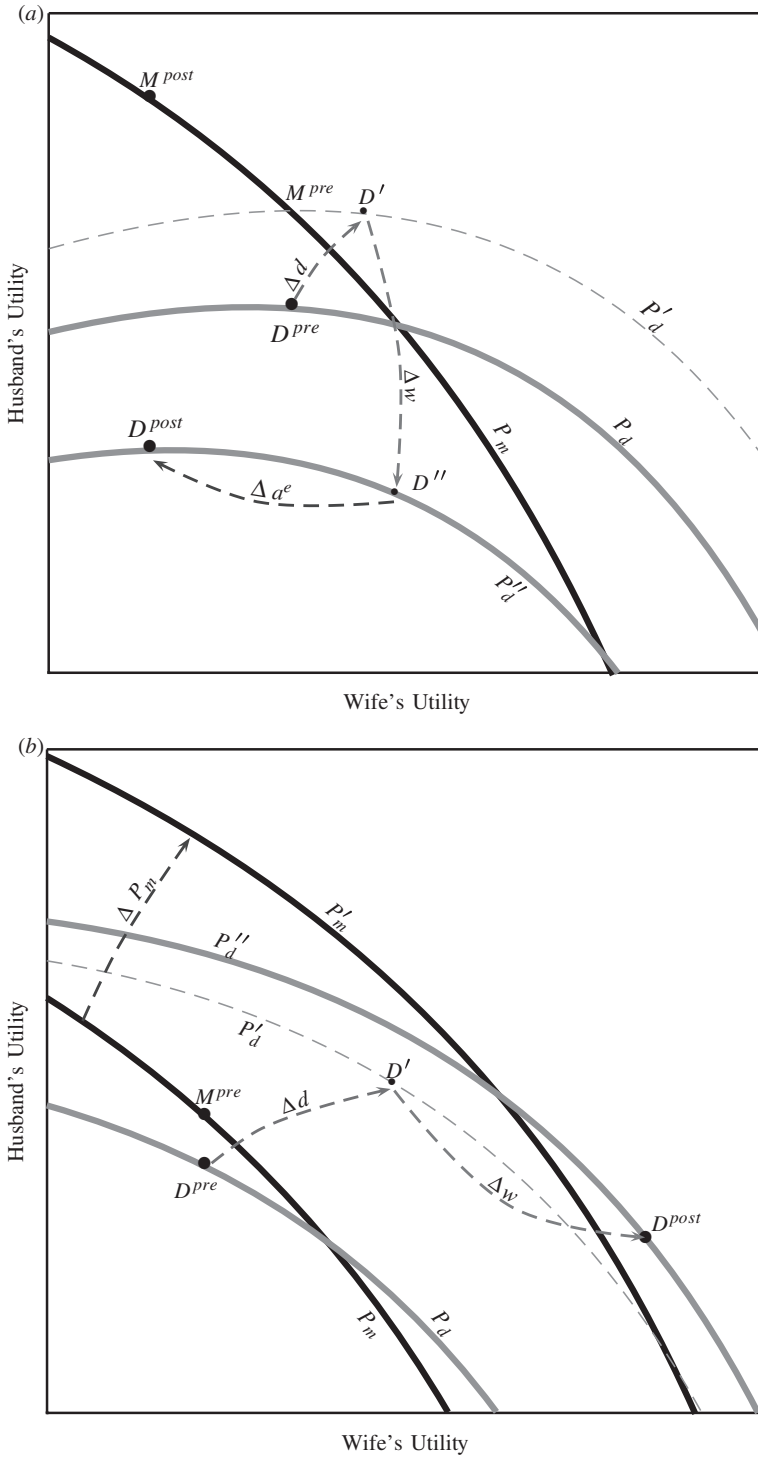 (a)
M^post
M^pre
D′
Δd
P′_d
D^pre
Husband's Utility
Δw
P_m
P_d
D^post
D″
Δa^e
P″_d
Wife's Utility
(b)
ΔP_m
P′_m
P″_d
P′_d
D′
M^pre
Δd
Husband's Utility
D^pre
Δw
D^post
P_m
P_d
Wife's Utility